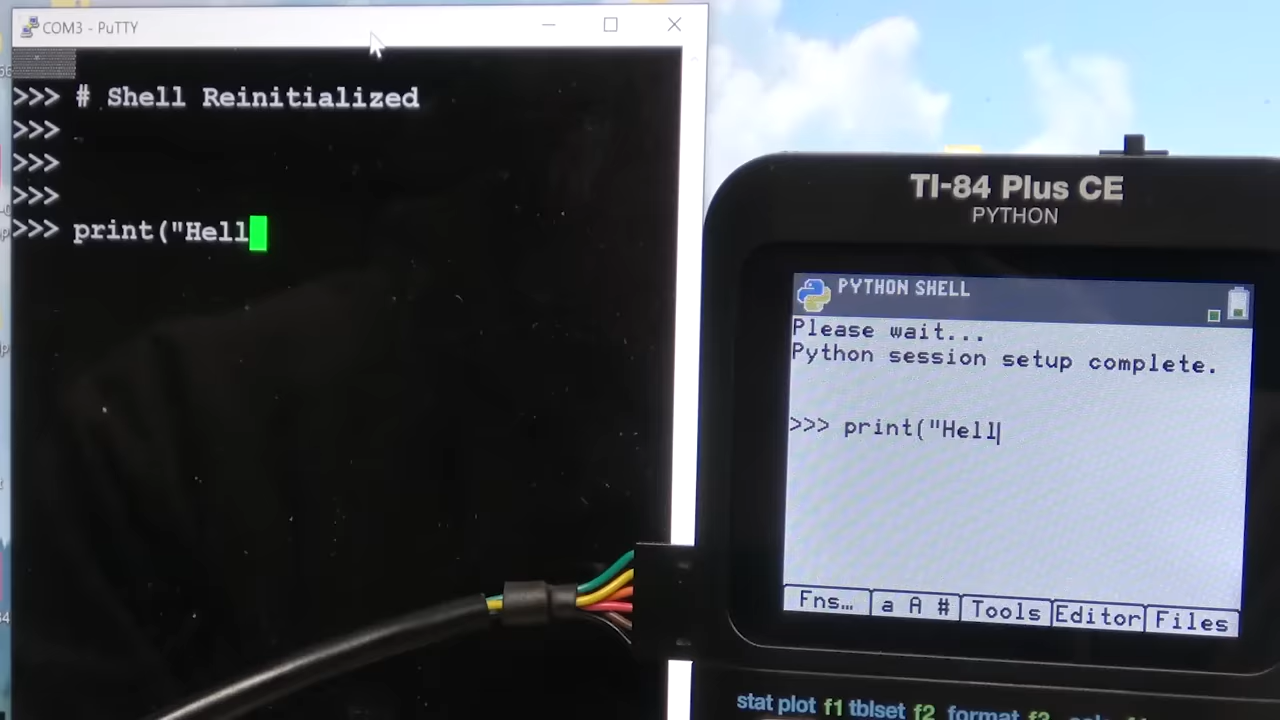 COM3 - PuTTY
>>> # Shell Reinitialized
>>>
>>>
>>>
>>> print("Hell
TI-84 Plus CE
PYTHON
PYTHON SHELL
Please wait...
Python session setup complete.
>>> print("Hell
Fns… a A # Tools Editor Files
stat plot f1 tblset f2 format f3